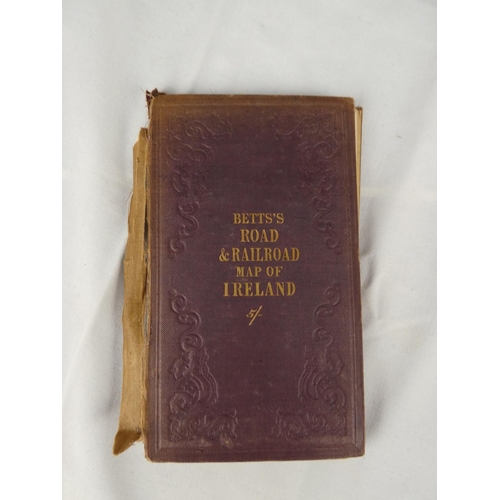 BETTS'S
ROAD
& RAILROAD
MAP OF
IRELAND
5/-